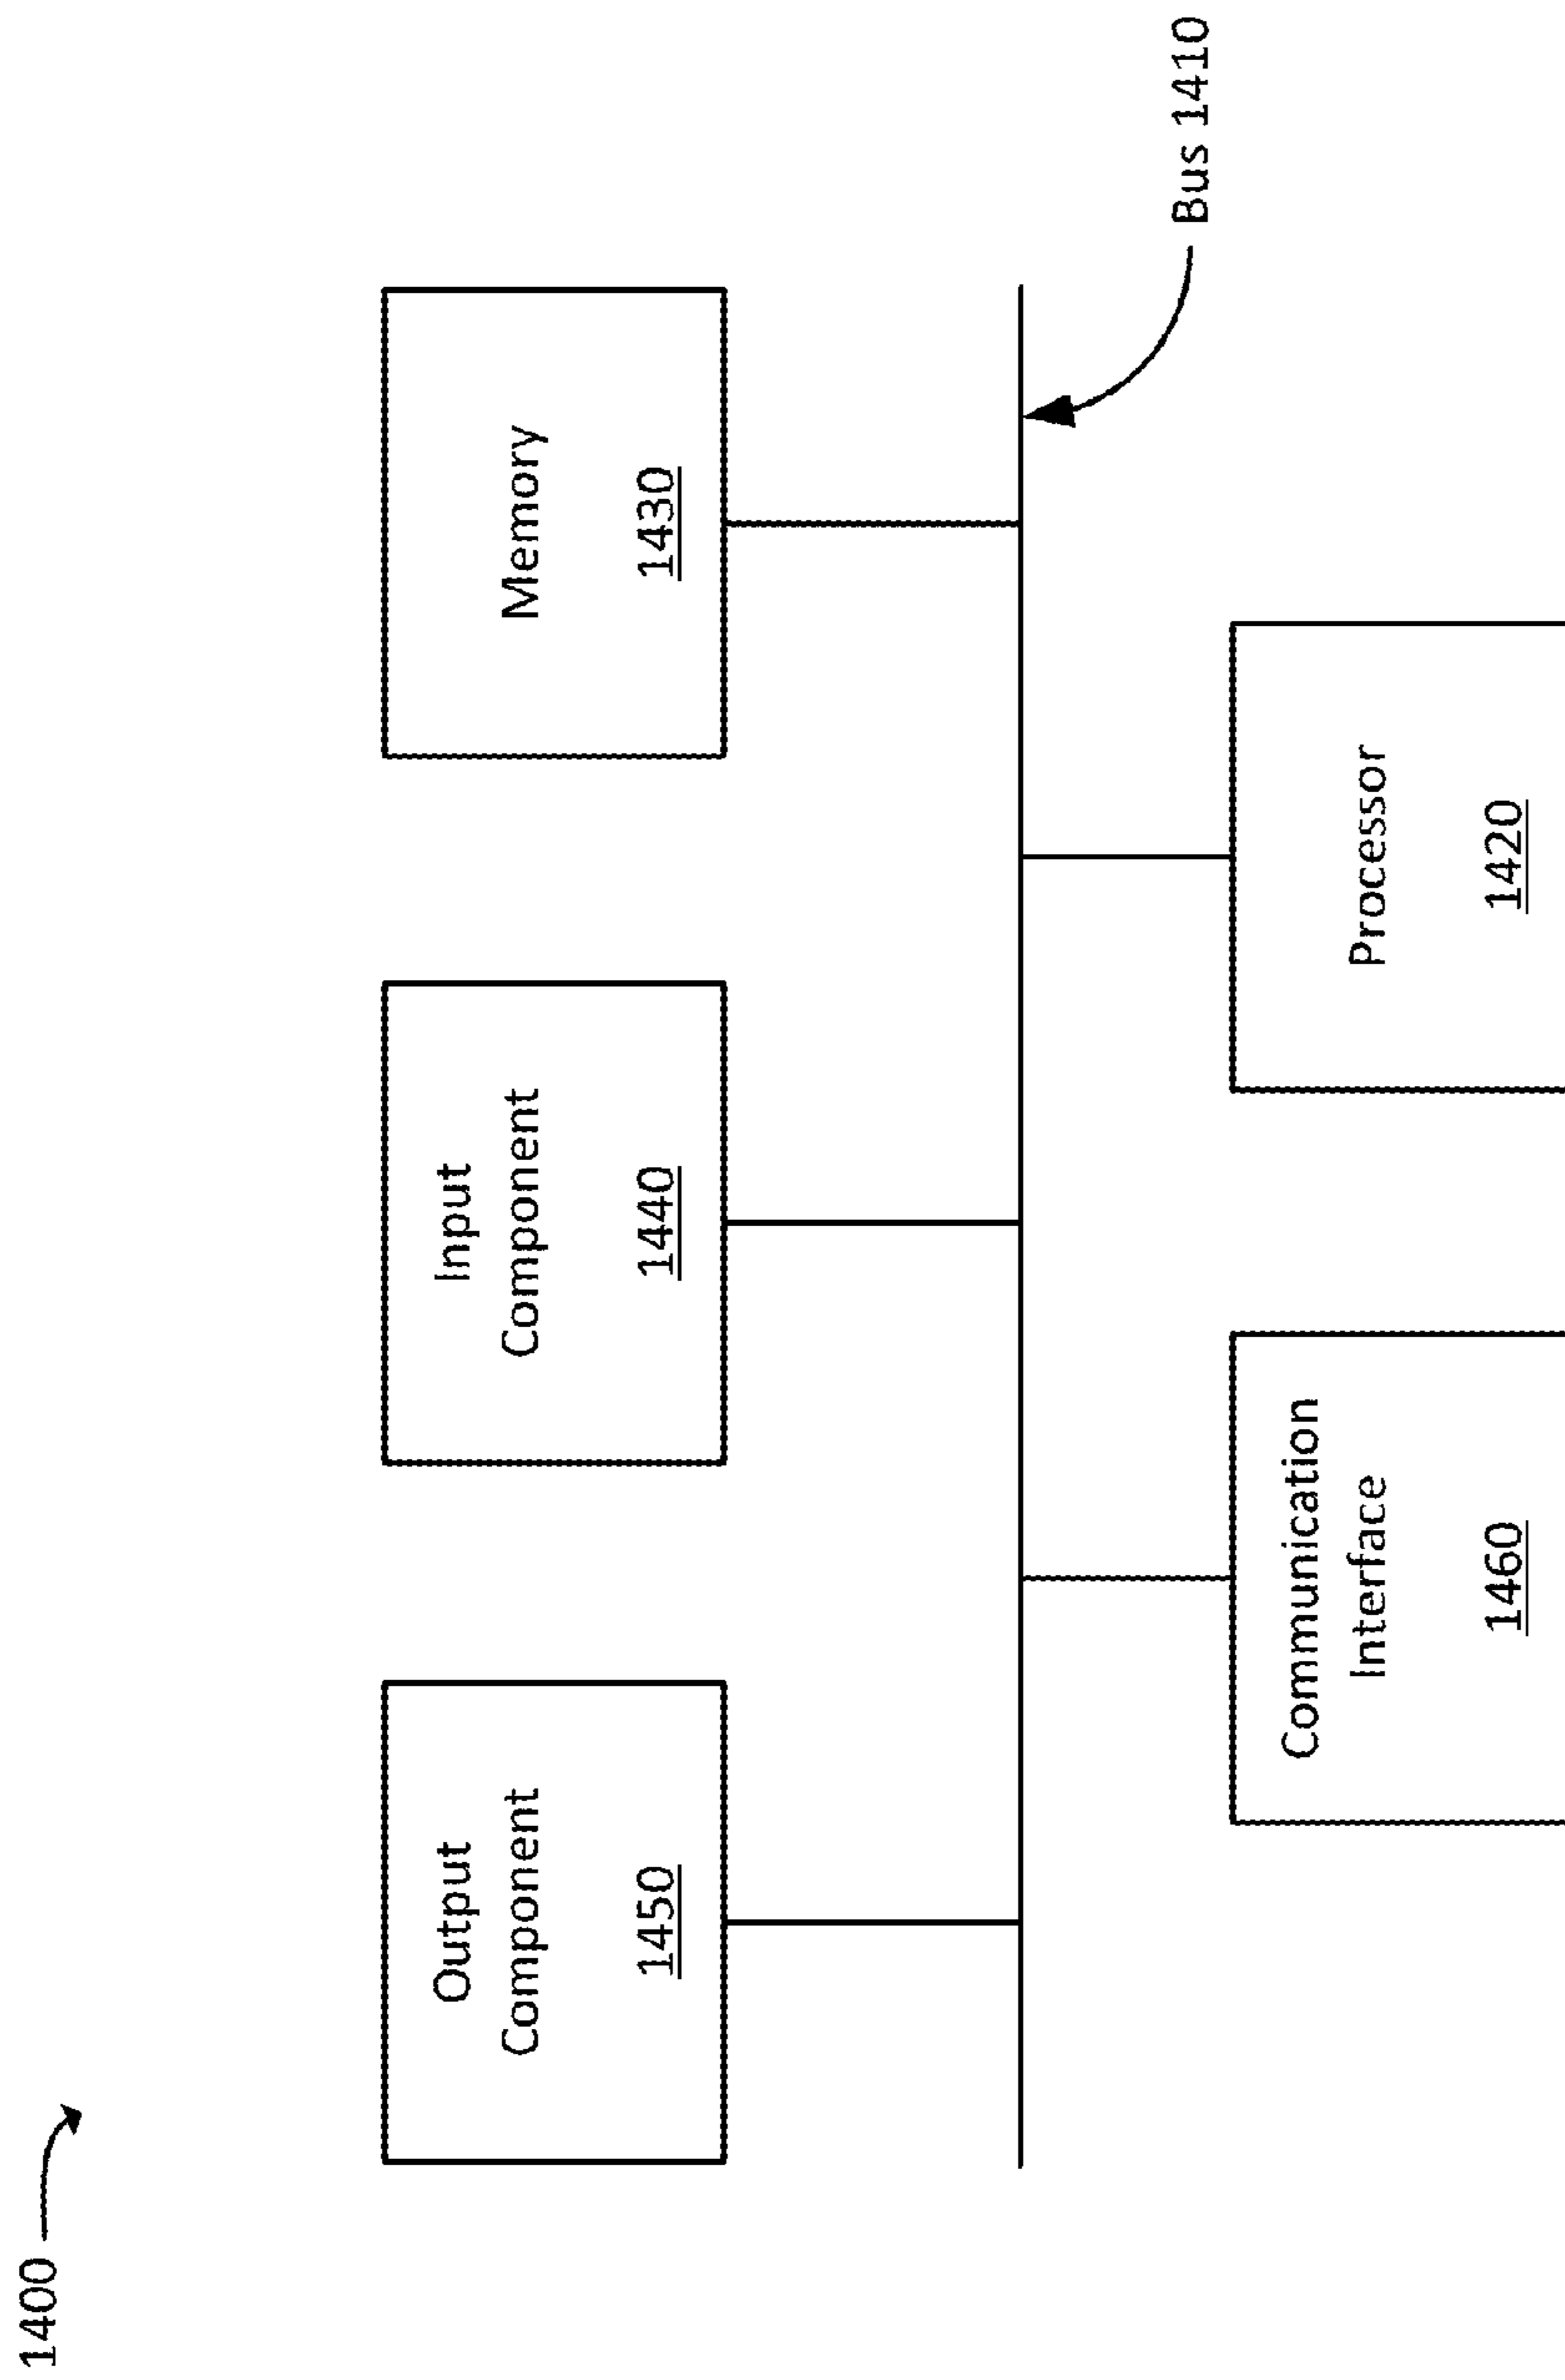 1400
Output
Component
1450
Input
Component
1440
Memory
1430
Bus 1410
Communication
Interface
1460
Processor
1420